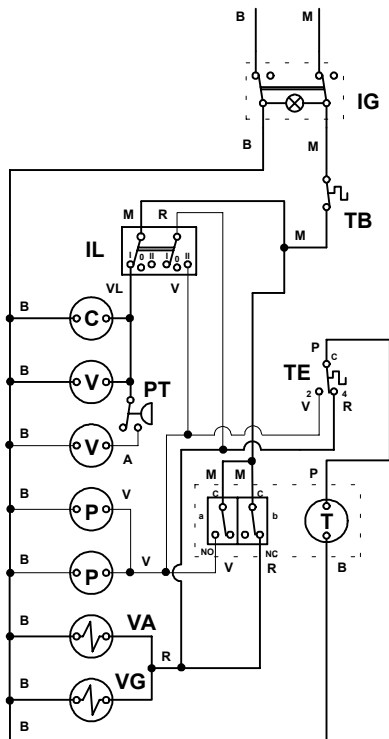 B M
IG
B M
TB
M R M
IL
I 0 II I 0 II
VL V
B C
P C
B V PT TE
2 4
V R
B V A
M M P
C C
B P V a b T
B P V NO V NC R B
VA
B R
VG
B
B